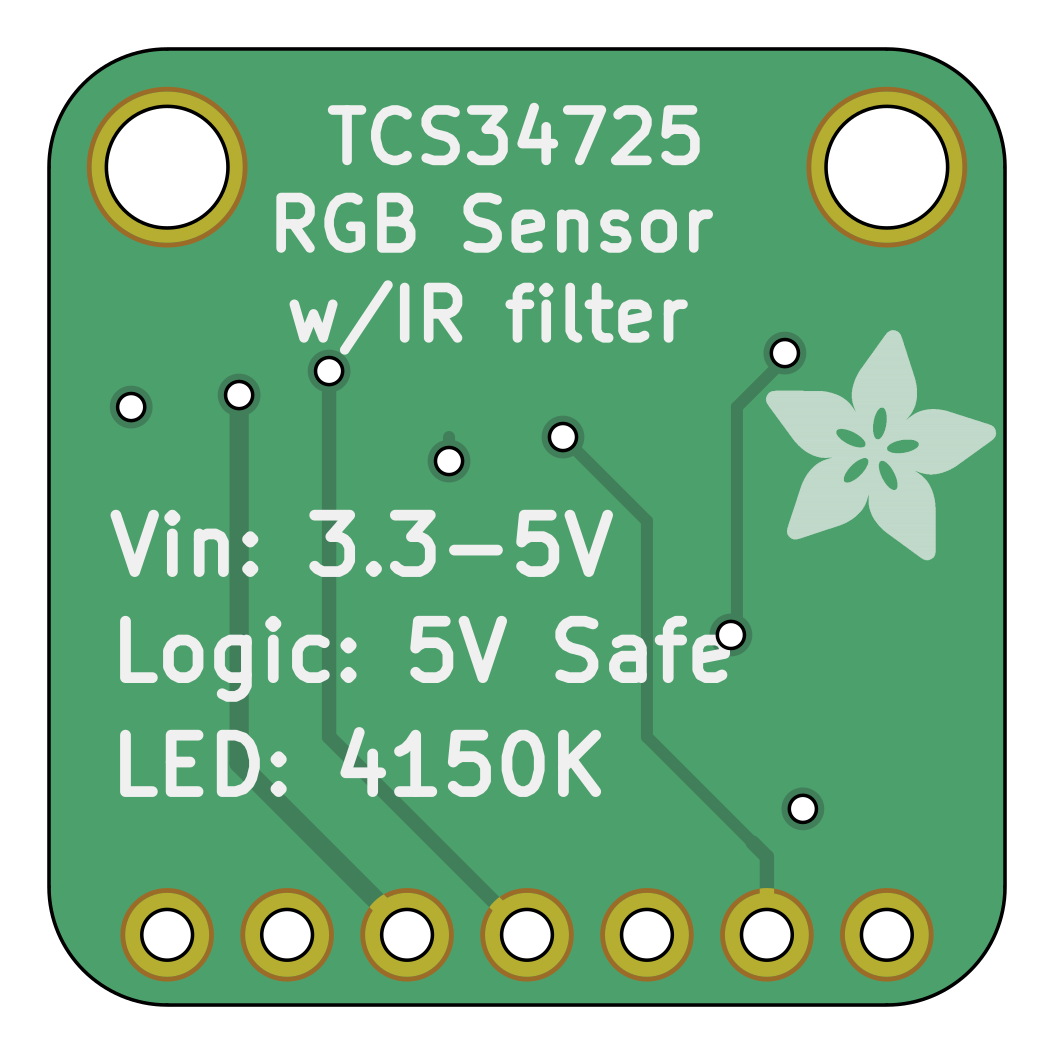 TCS34725
RGB Sensor
w/IR filter
Vin: 3.3-5V
Logic: 5V Safe
LED: 4150K